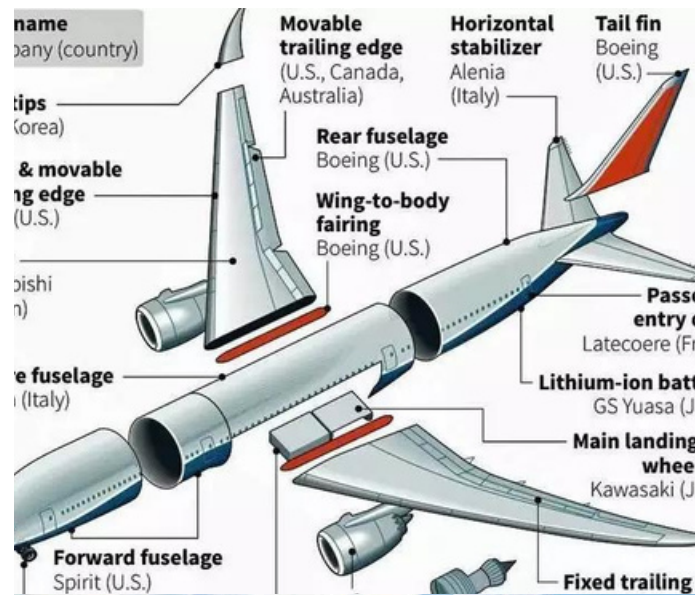 name
pany (country)
Movable
trailing edge
(U.S., Canada,
Australia)
Horizontal
stabilizer
Alenia
(Italy)
Tail fin
Boeing
(U.S.)
tips
Korea)
Rear fuselage
Boeing (U.S.)
& movable
ng edge
(U.S.)
Wing-to-body
fairing
Boeing (U.S.)
bishi
n)
Passe
entry d
Latecoere (Fr
re fuselage
(Italy)
Lithium-ion batt
GS Yuasa (J
Main landing
whee
Kawasaki (J
Forward fuselage
Spirit (U.S.)
Fixed trailing